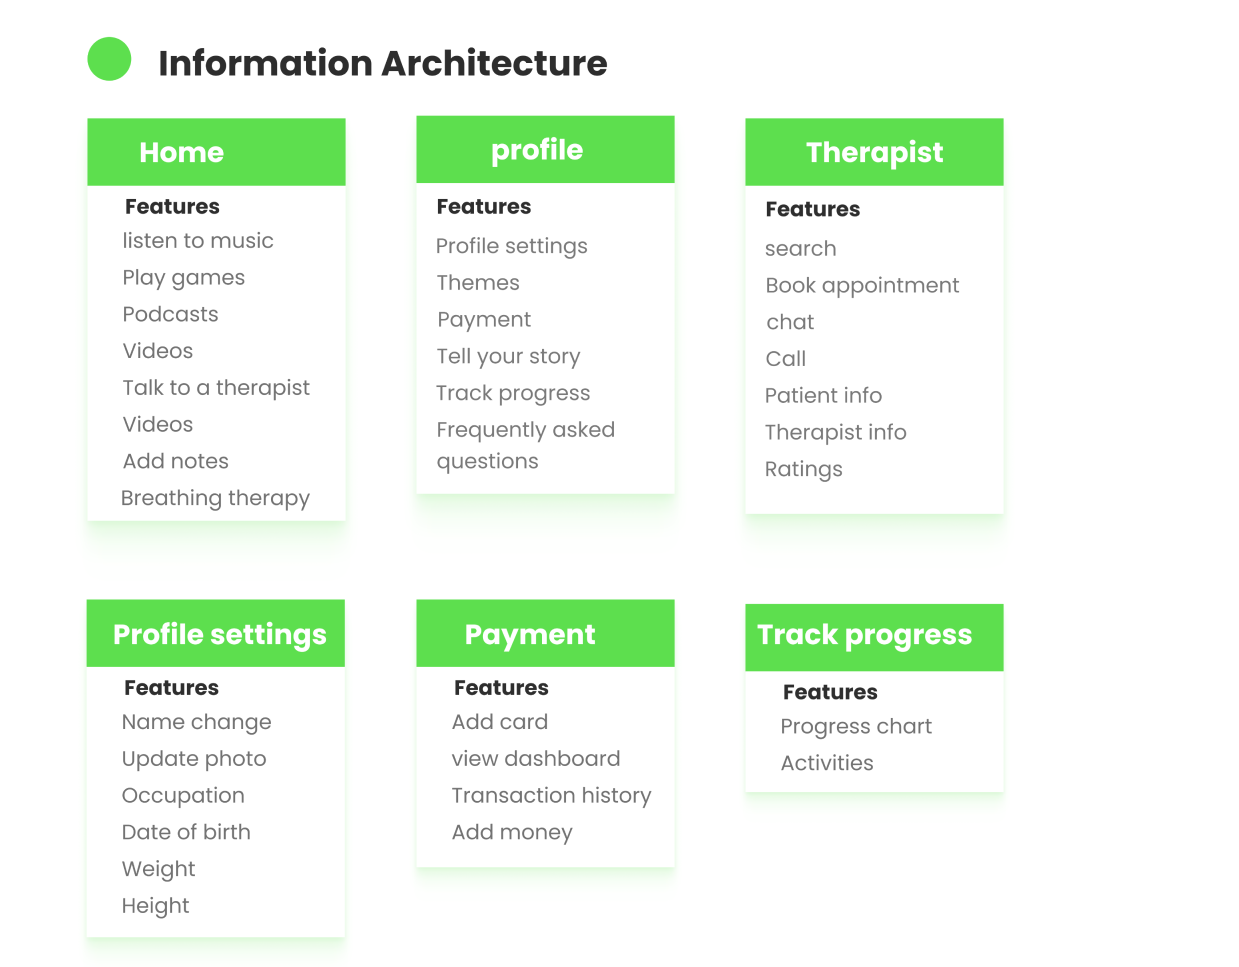 Information Architecture
Home
Features
listen to music
Play games
Podcasts
Videos
Talk to a therapist
Videos
Add notes
Breathing therapy
profile
Features
Profile settings
Themes
Payment
Tell your story
Track progress
Frequently asked
questions
Therapist
Features
search
Book appointment
chat
Call
Patient info
Therapist info
Ratings
Profile settings
Features
Name change
Update photo
Occupation
Date of birth
Weight
Height
Payment
Features
Add card
view dashboard
Transaction history
Add money
Track progress
Features
Progress chart
Activities